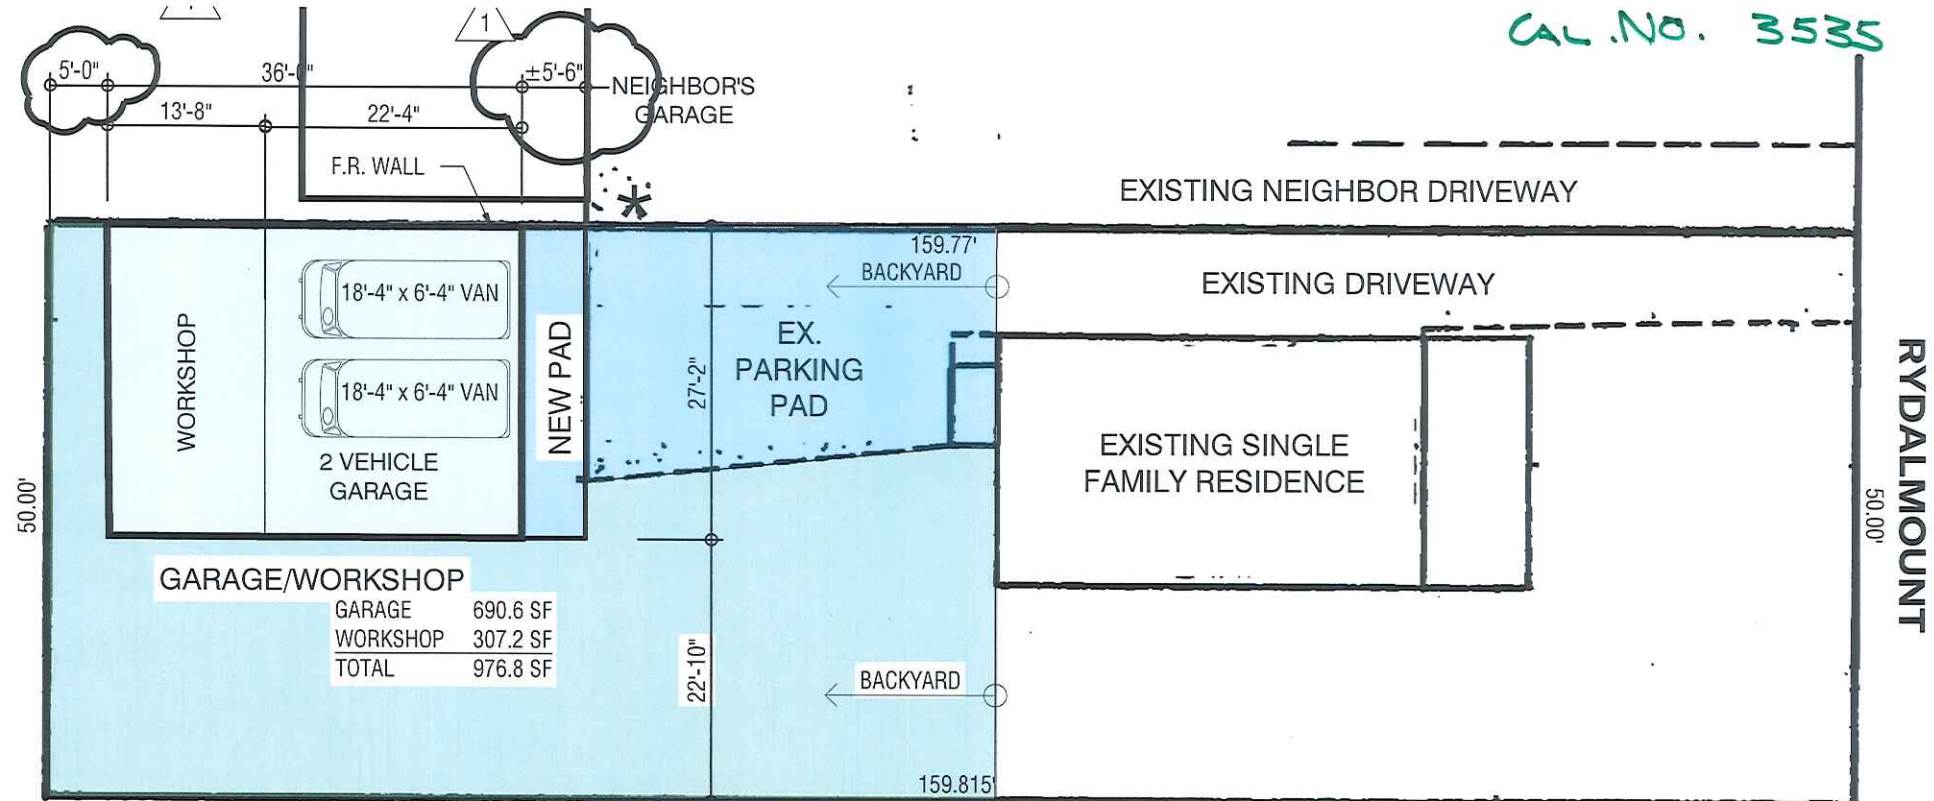 CAL. NO. 3535
1
5'-0"
36'-0"
±5'-6"
NEIGHBOR'S
GARAGE
13'-8"
22'-4"
F.R. WALL
*
EXISTING NEIGHBOR DRIVEWAY
159.77'
BACKYARD
EXISTING DRIVEWAY
18'-4" x 6'-4" VAN
18'-4" x 6'-4" VAN
WORKSHOP
2 VEHICLE
GARAGE
NEW PAD
27'-2"
EX.
PARKING
PAD
EXISTING SINGLE
FAMILY RESIDENCE
RYDALMOUNT
50.00'
50.00'
GARAGE/WORKSHOP
GARAGE 690.6 SF
WORKSHOP 307.2 SF
TOTAL 976.8 SF
22'-10"
BACKYARD
159.815'